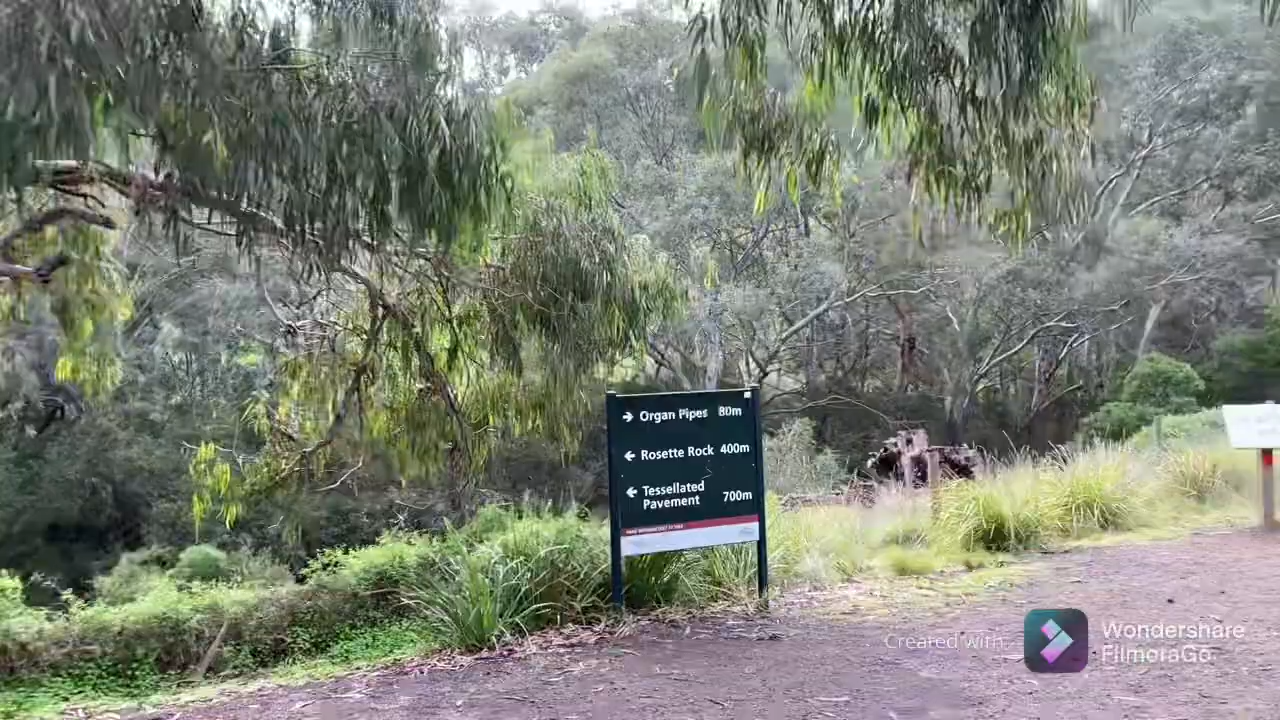 → Organ Pipes 80m
← Rosette Rock 400m
← Tessellated
Pavement 700m
Created with
Wondershare
FilmoraGo